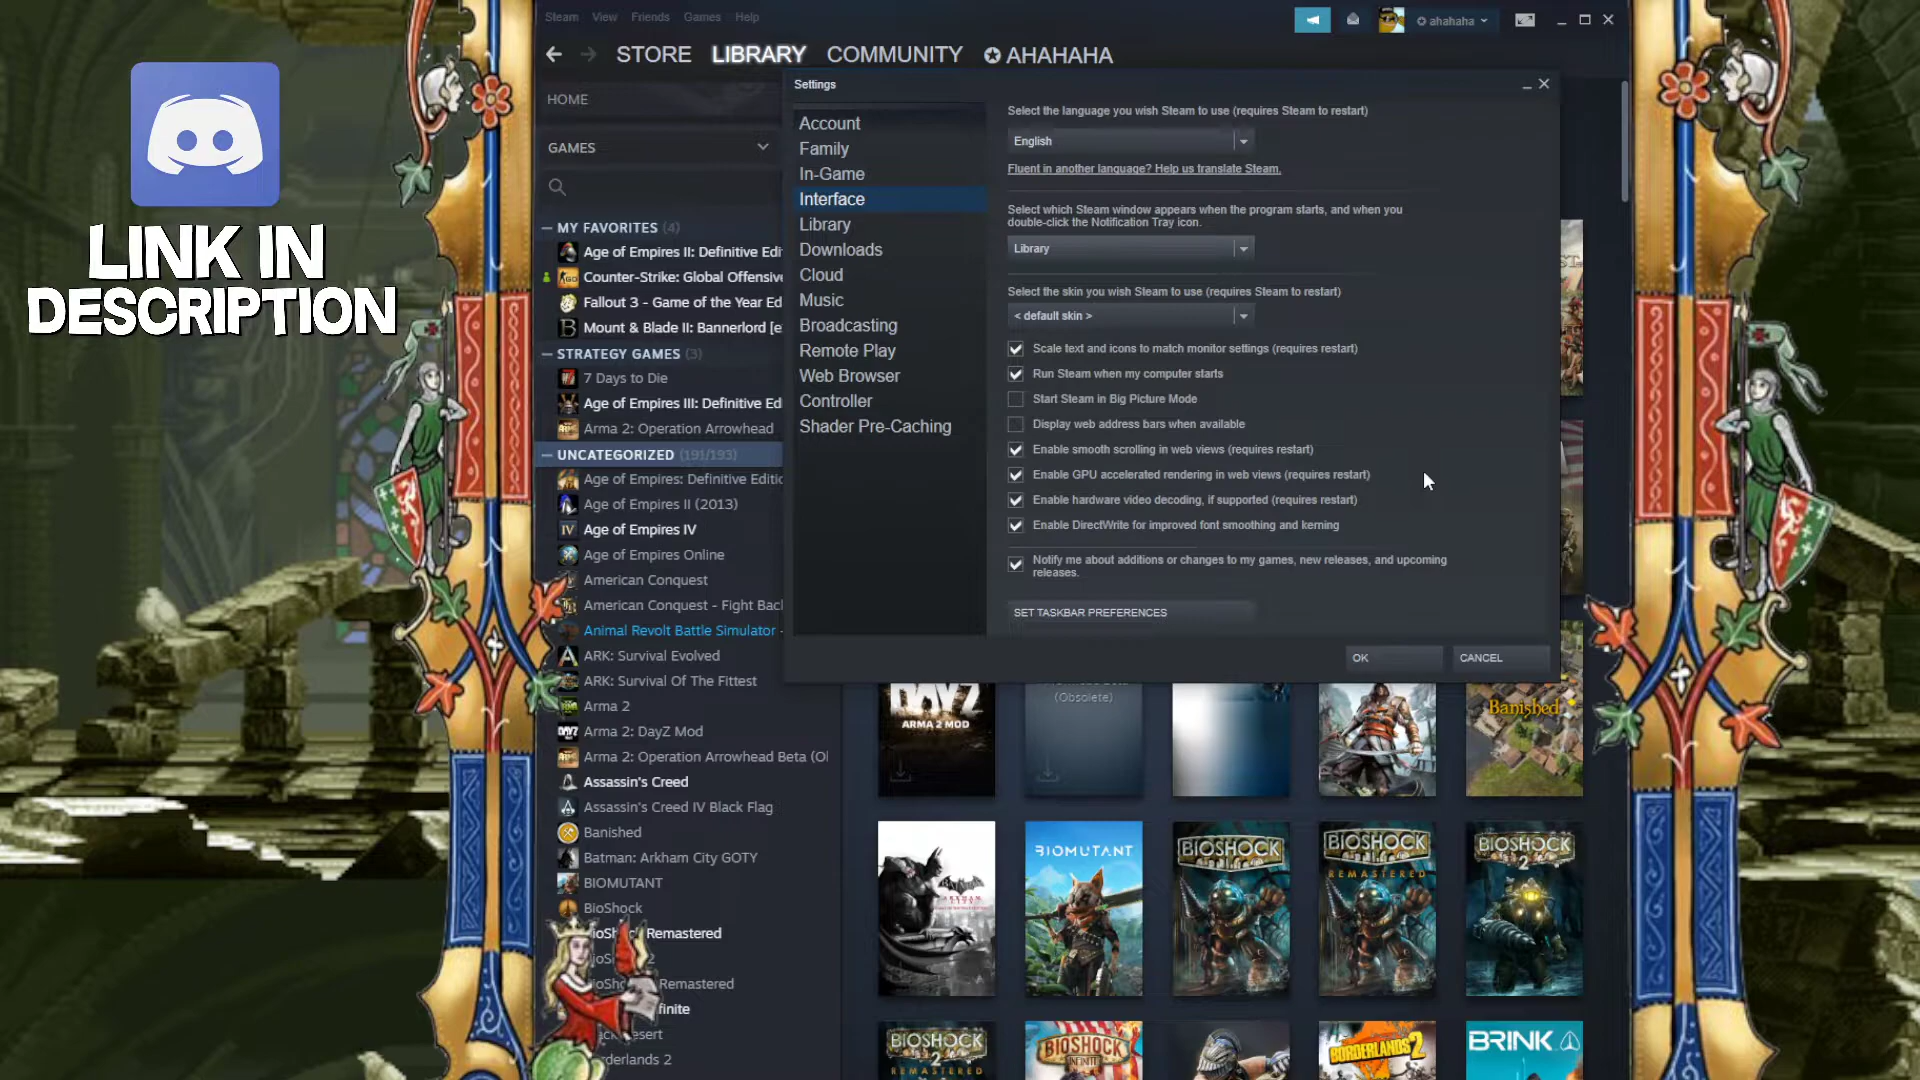 LINK IN
DESCRIPTION
Steam View Friends Games Help
ahahaha
STORE LIBRARY COMMUNITY AHAHAHA
HOME
GAMES
MY FAVORITES (4)
Age of Empires II: Definitive Edi
Counter-Strike: Global Offensive
Fallout 3 - Game of the Year Ed
Mount & Blade II: Bannerlord [e
STRATEGY GAMES (3)
7 Days to Die
Age of Empires III: Definitive Ed
Arma 2: Operation Arrowhead
UNCATEGORIZED (191/193)
Age of Empires: Definitive Editio
Age of Empires II (2013)
Age of Empires IV
Age of Empires Online
American Conquest
American Conquest - Fight Bac
Animal Revolt Battle Simulator -
ARK: Survival Evolved
ARK: Survival Of The Fittest
Arma 2
Arma 2: DayZ Mod
Arma 2: Operation Arrowhead Beta (Ol
Assassin's Creed
Assassin's Creed IV Black Flag
Banished
Batman: Arkham City GOTY
BIOMUTANT
BioShock
Remastered
2
Remastered
finite
esert
rderlands 2
Settings
Account
Family
In-Game
Interface
Library
Downloads
Cloud
Music
Broadcasting
Remote Play
Web Browser
Controller
Shader Pre-Caching
Select the language you wish Steam to use (requires Steam to restart)
English
Fluent in another language? Help us translate Steam.
Select which Steam window appears when the program starts, and when you
double-click the Notification Tray icon.
Library
Select the skin you wish Steam to use (requires Steam to restart)
< default skin >
Scale text and icons to match monitor settings (requires restart)
Run Steam when my computer starts
Start Steam in Big Picture Mode
Display web address bars when available
Enable smooth scrolling in web views (requires restart)
Enable GPU accelerated rendering in web views (requires restart)
Enable hardware video decoding, if supported (requires restart)
Enable DirectWrite for improved font smoothing and kerning
Notify me about additions or changes to my games, new releases, and upcoming
releases.
SET TASKBAR PREFERENCES
OK CANCEL
DAYZ
ARMA 2 MOD
(Obsolete)
Banished
ARKHAM
CITY
BIOMUTANT
BIOSHOCK
BIOSHOCK
REMASTERED
BIOSHOCK
2
BIOSHOCK
2
REMASTERED
BIOSHOCK
INFINITE
BORDERLANDS 2
BRINK